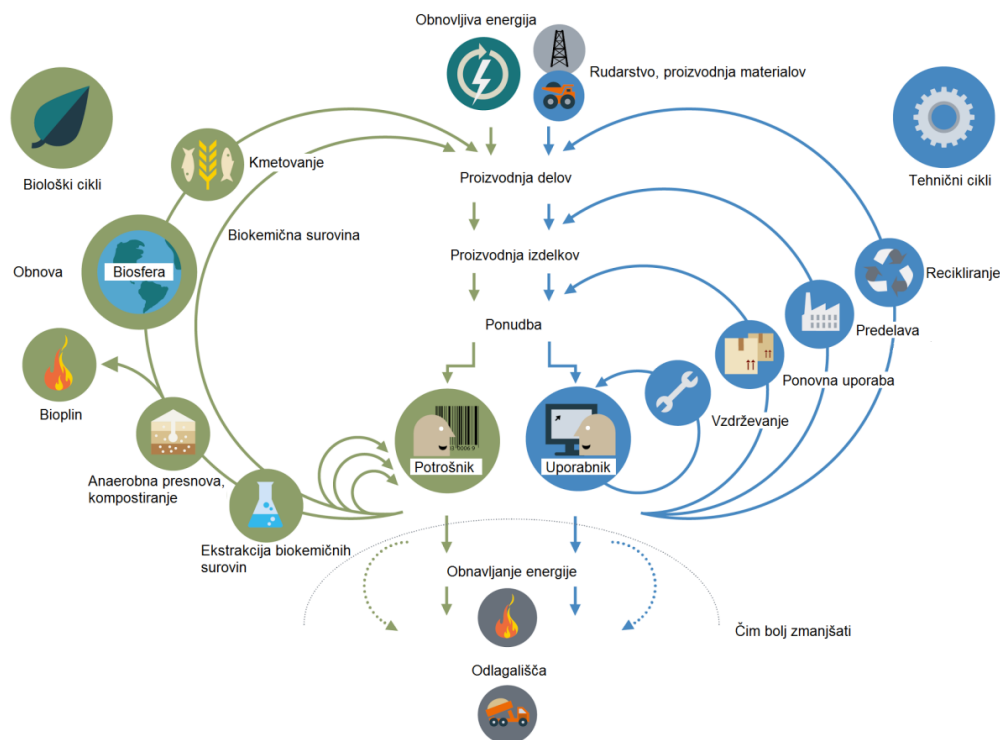 Obnovljiva energija
Rudarstvo, proizvodnja materialov
Biološki cikli
Tehnični cikli
Kmetovanje
Proizvodnja delov
Biokemična surovina
Proizvodnja izdelkov
Obnova
Biosfera
Recikliranje
Ponudba
Predelava
Ponovna uporaba
Bioplin
Vzdrževanje
Potrošnik
Uporabnik
Anaerobna presnova,
kompostiranje
Ekstrakcija biokemičnih
surovin
Obnavljanje energije
Čim bolj zmanjšati
Odlagališča